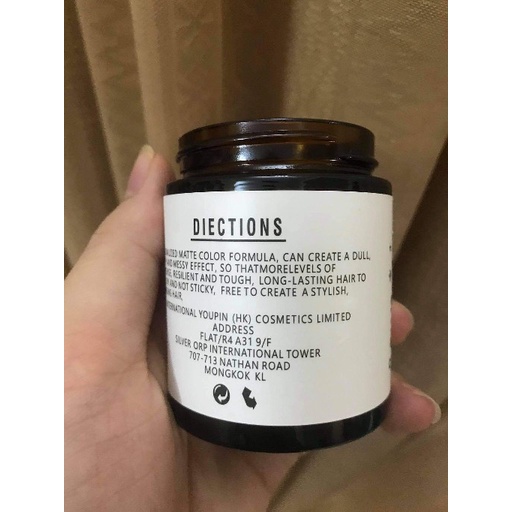 DIECTIONS
MATTE COLOR FORMULA, CAN CREATE A DULL,
MESSY EFFECT, SO THATMORELEVELS OF
RESILIENT AND TOUGH, LONG-LASTING HAIR TO
AND NOT STICKY, FREE TO CREATE A STYLISH,
HAIR,
YOUPIN (HK) COSMETICS LIMITED
ADDRESS
FLAT/R4 A31 9/F
SILVER ORP INTERNATIONAL TOWER
707-713 NATHAN ROAD
MONGKOK KL